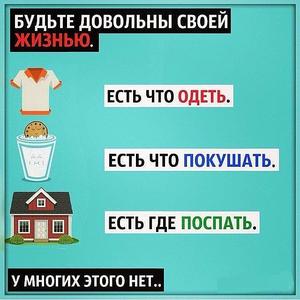 БУДЬТЕ ДОВОЛЬНЫ СВОЕЙ
ЖИЗНЬЮ.
ЕСТЬ ЧТО ОДЕТЬ.
ЕСТЬ ЧТО ПОКУШАТЬ.
ЕСТЬ ГДЕ ПОСПАТЬ.
У МНОГИХ ЭТОГО НЕТ..